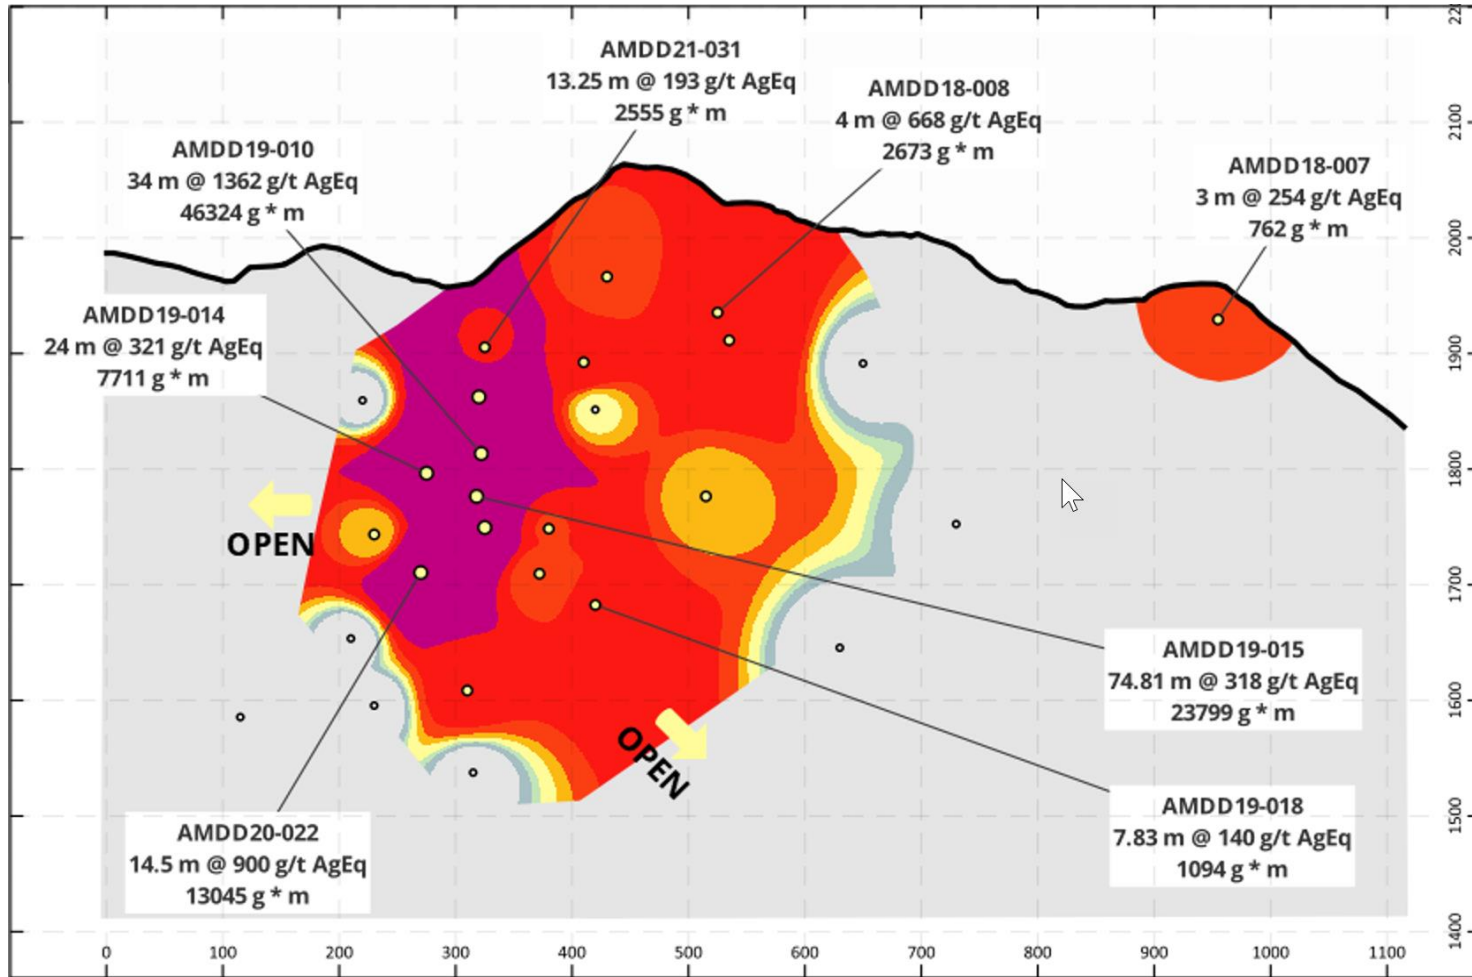 AMDD21-031
13.25 m @ 193 g/t AgEq
2555 g * m
AMDD18-008
4 m @ 668 g/t AgEq
2673 g * m
AMDD19-010
34 m @ 1362 g/t AgEq
46324 g * m
AMDD18-007
3 m @ 254 g/t AgEq
762 g * m
AMDD19-014
24 m @ 321 g/t AgEq
7711 g * m
OPEN
OPEN
AMDD19-015
74.81 m @ 318 g/t AgEq
23799 g * m
AMDD19-018
7.83 m @ 140 g/t AgEq
1094 g * m
AMDD20-022
14.5 m @ 900 g/t AgEq
13045 g * m
2100
2000
1900
1800
1700
1600
1500
1400
0 100 200 300 400 500 600 700 800 900 1000 1100